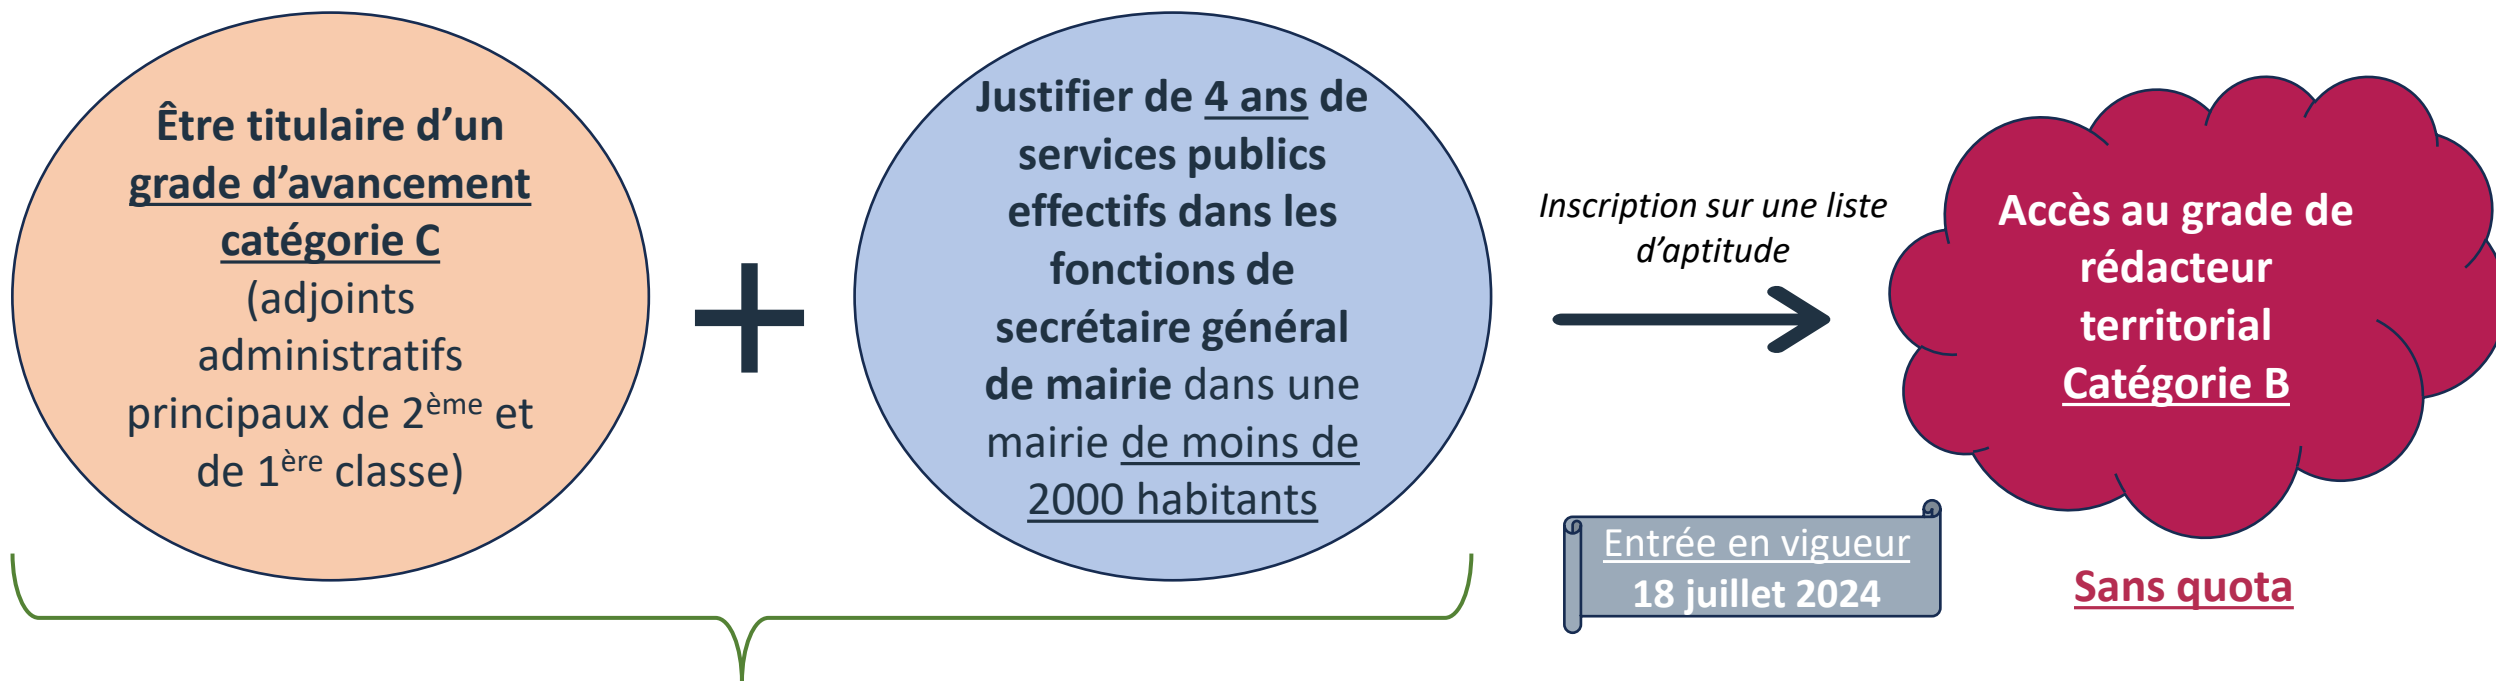 Être titulaire d’un
grade d’avancement
catégorie C
(adjoints
administratifs
principaux de 2ème et
de 1ère classe)
Justifier de 4 ans de
services publics
effectifs dans les
fonctions de
secrétaire général
de mairie dans une
mairie de moins de
2000 habitants
Inscription sur une liste
d’aptitude
Accès au grade de
rédacteur
territorial
Catégorie B
Entrée en vigueur
18 juillet 2024
Sans quota